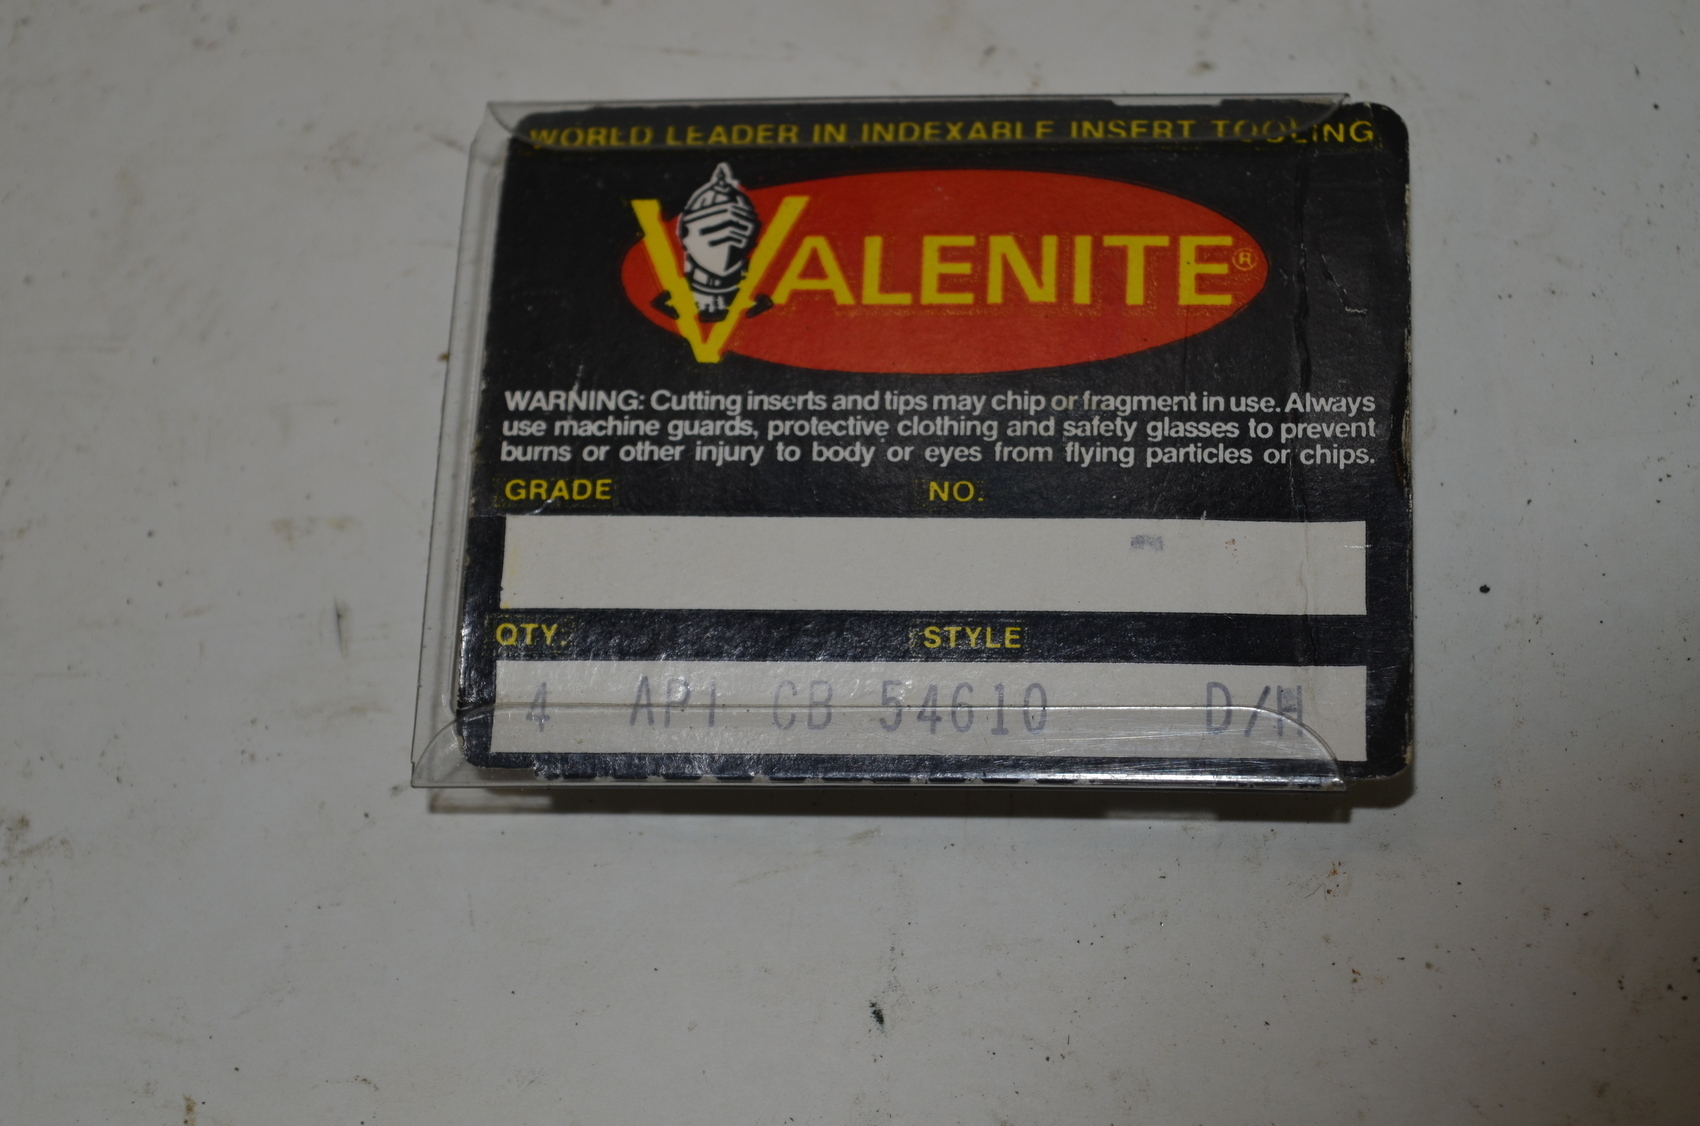 WORLD LEADER IN INDEXABLE INSERT TOOLING
VALENITE®
WARNING: Cutting inserts and tips may chip or fragment in use. Always
use machine guards, protective clothing and safety glasses to prevent
burns or other injury to body or eyes from flying particles or chips.
GRADE NO.
QTY. STYLE
4 API CB 54610 D/H